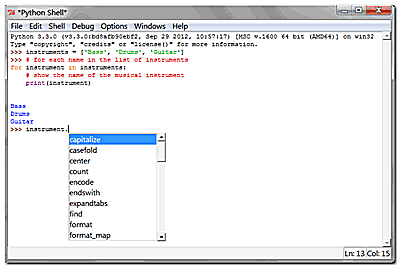 *Python Shell*
File Edit Shell Debug Options Windows Help
Python 3.3.0 (v3.3.0:bd8afb90ebf2, Sep 29 2012, 10:57:17) [MSC v.1600 64 bit (AMD64)] on win32
Type "copyright", "credits" or "license()" for more information.
>>> instruments = ['Bass', 'Drums', 'Guitar']
>>> # for each name in the list of instruments
for instrument in instruments:
# show the name of the musical instrument
print(instrument)
Bass
Drums
Guitar
>>> instrument.
capitalize
casefold
center
count
encode
endswith
expandtabs
find
format
format_map
Ln: 13 Col: 15